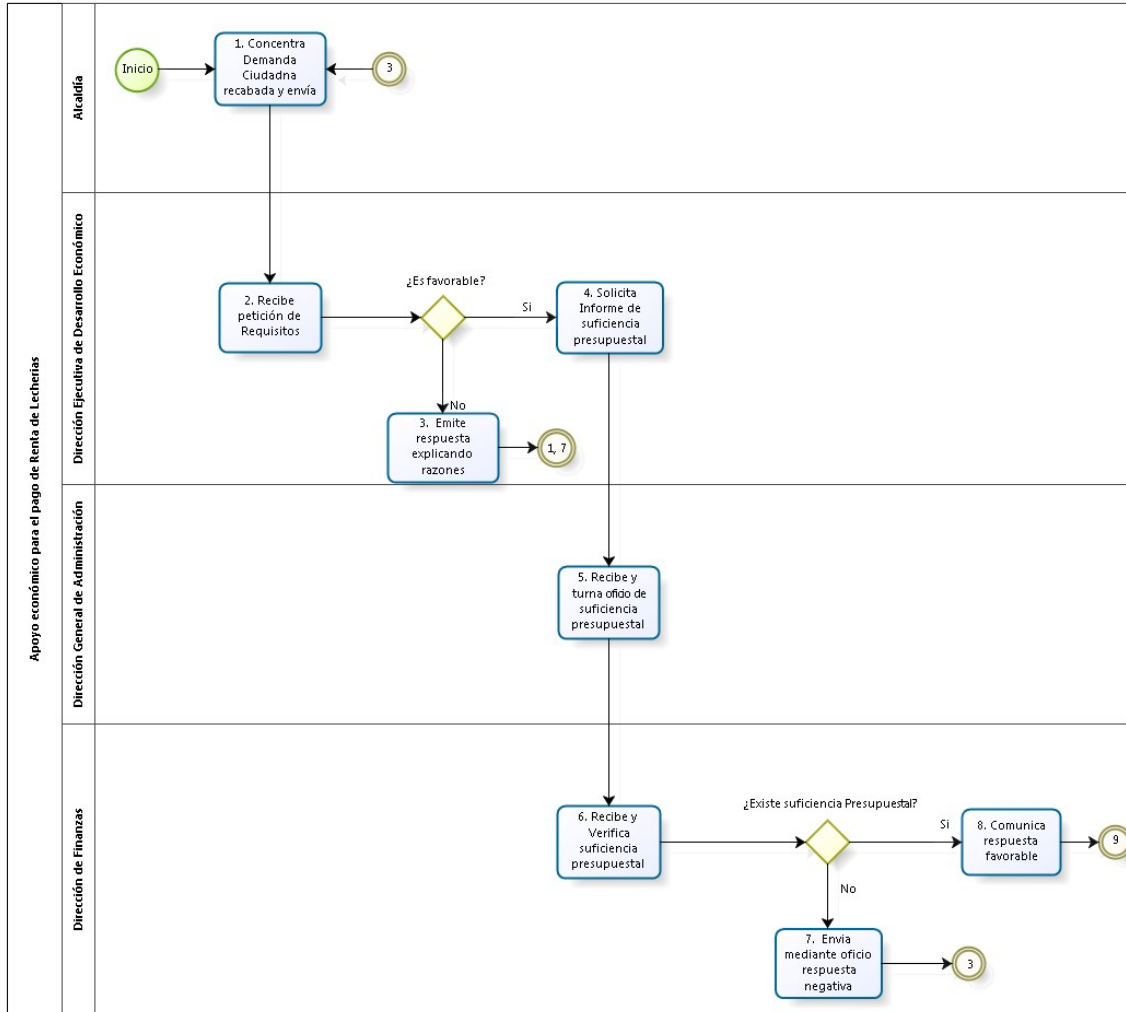 Apoyo económico para el pago de Renta de Lecherias
Alcaldía
Inicio
1. Concentra
Demanda
Ciudadna
recabada y envía
3
Dirección Ejecutiva de Desarrollo Económico
2. Recibe
petición de
Requisitos
¿Es favorable?
Si
4. Solicita
Informe de
suficiencia
presupuestal
No
3. Emite
respuesta
explicando
razones
1, 7
Dirección General de Administración
5. Recibe y
turna oficio de
suficiencia
presupuestal
Dirección de Finanzas
6. Recibe y
Verifica
suficiencia
presupuestal
¿Existe suficiencia Presupuestal?
Si
8. Comunica
respuesta
favorable
9
No
7. Envia
mediante oficio
respuesta
negativa
3